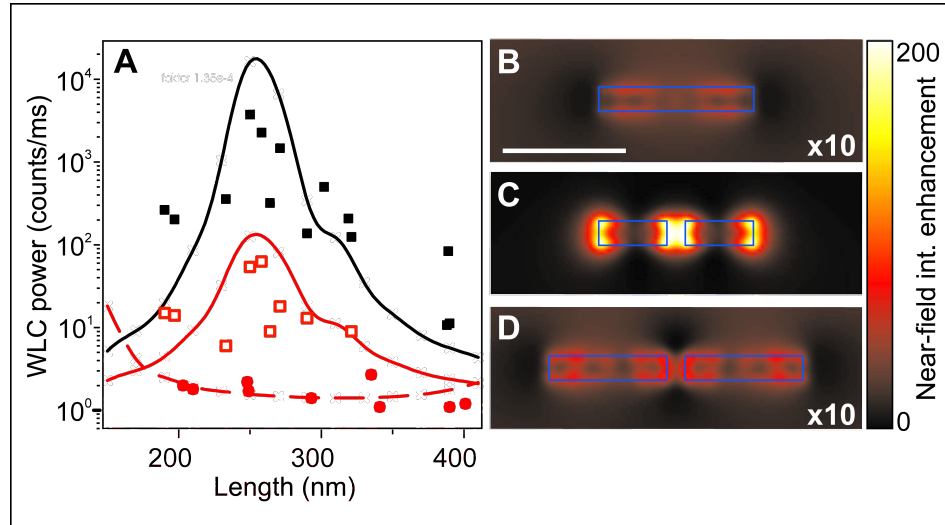 A
faktor 1.35e-4
WLC power (counts/ms)
10⁴
10³
10²
10¹
10⁰
200
300
400
Length (nm)
B
x10
C
D
x10
200
0
Near-field int. enhancement